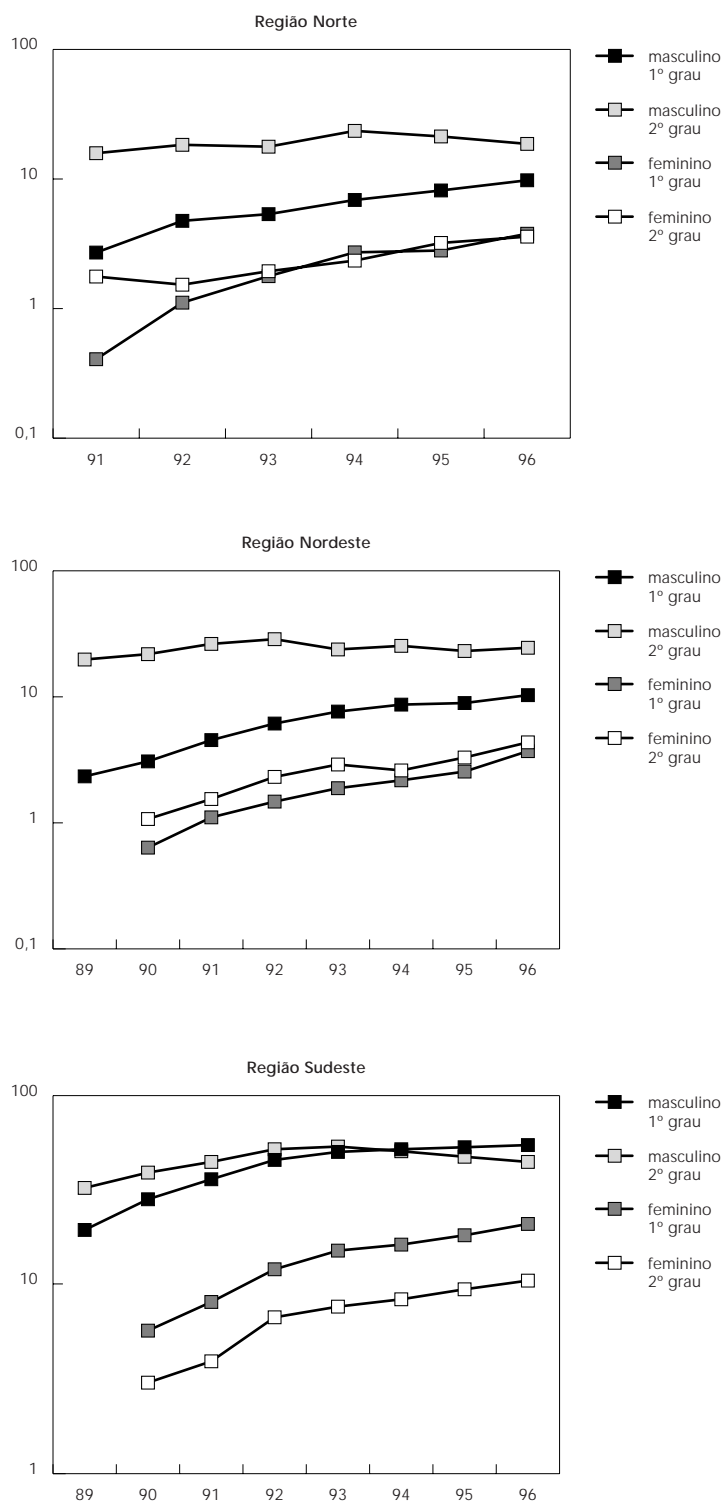 Região Norte
100
10
1
0,1
91 92 93 94 95 96
masculino
1º grau
masculino
2º grau
feminino
1º grau
feminino
2º grau
Região Nordeste
100
10
1
0,1
89 90 91 92 93 94 95 96
masculino
1º grau
masculino
2º grau
feminino
1º grau
feminino
2º grau
Região Sudeste
100
10
1
89 90 91 92 93 94 95 96
masculino
1º grau
masculino
2º grau
feminino
1º grau
feminino
2º grau